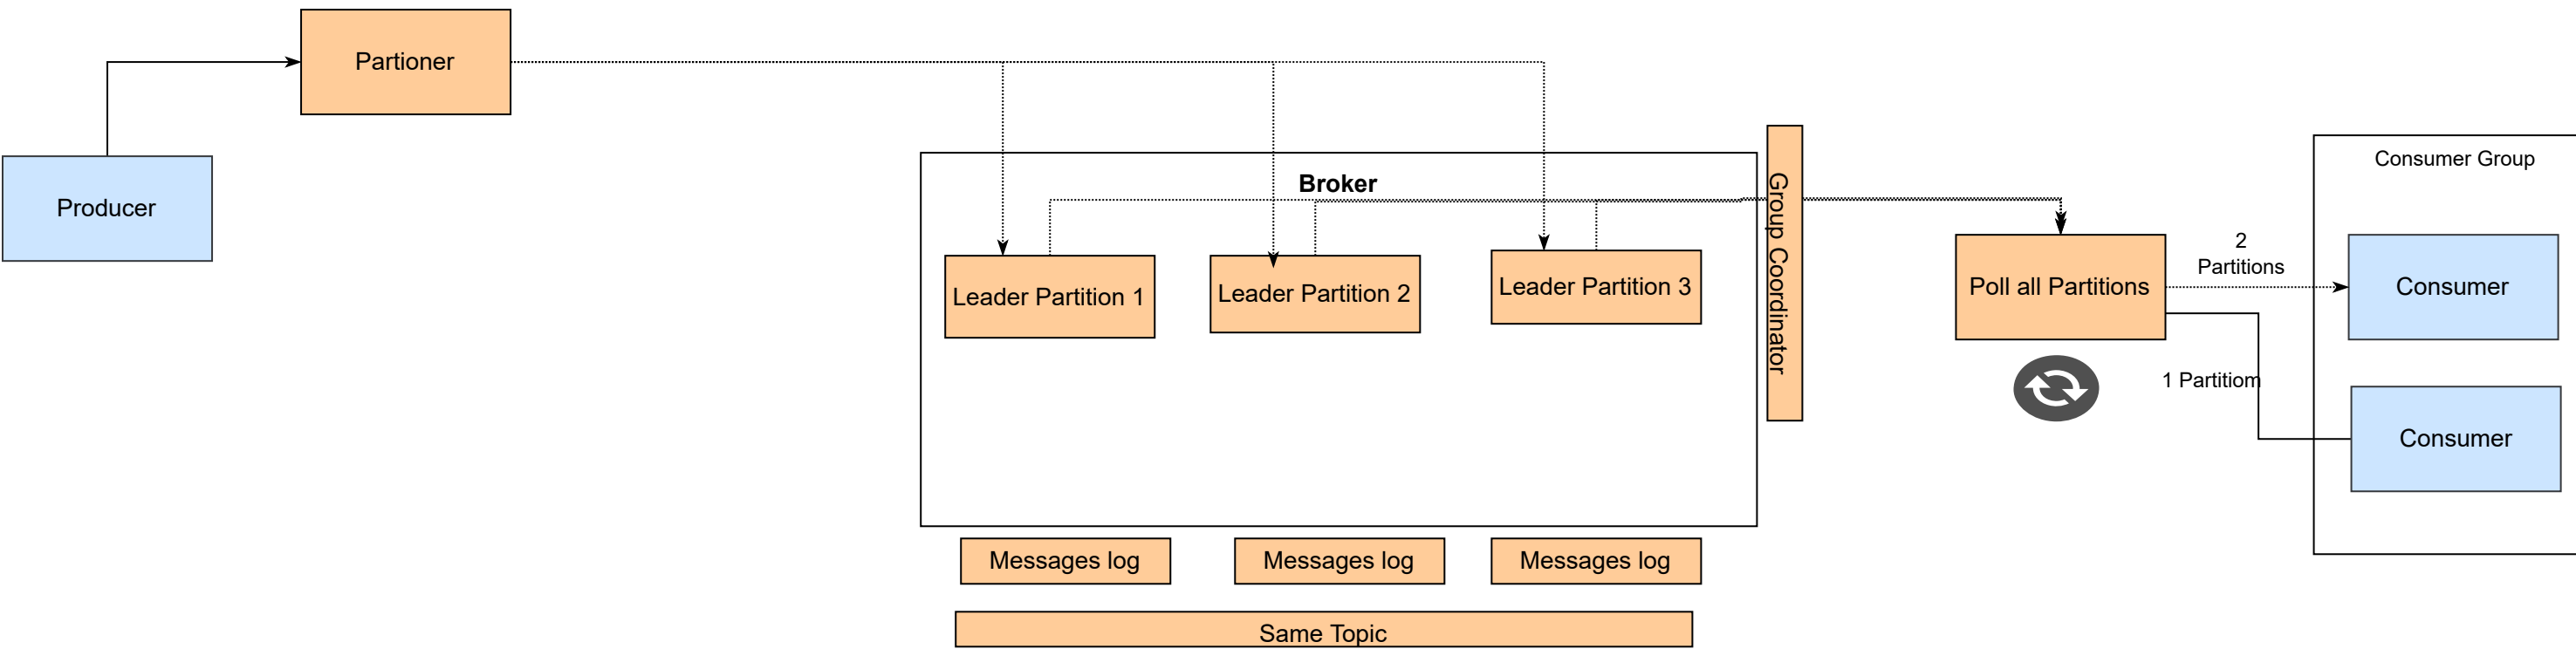 Partioner
Producer
Broker
Leader Partition 1
Leader Partition 2
Leader Partition 3
Group Coordinator
Poll all Partitions
2
Partitions
1 Partitiom
Consumer Group
Consumer
Consumer
Messages log
Messages log
Messages log
Same Topic